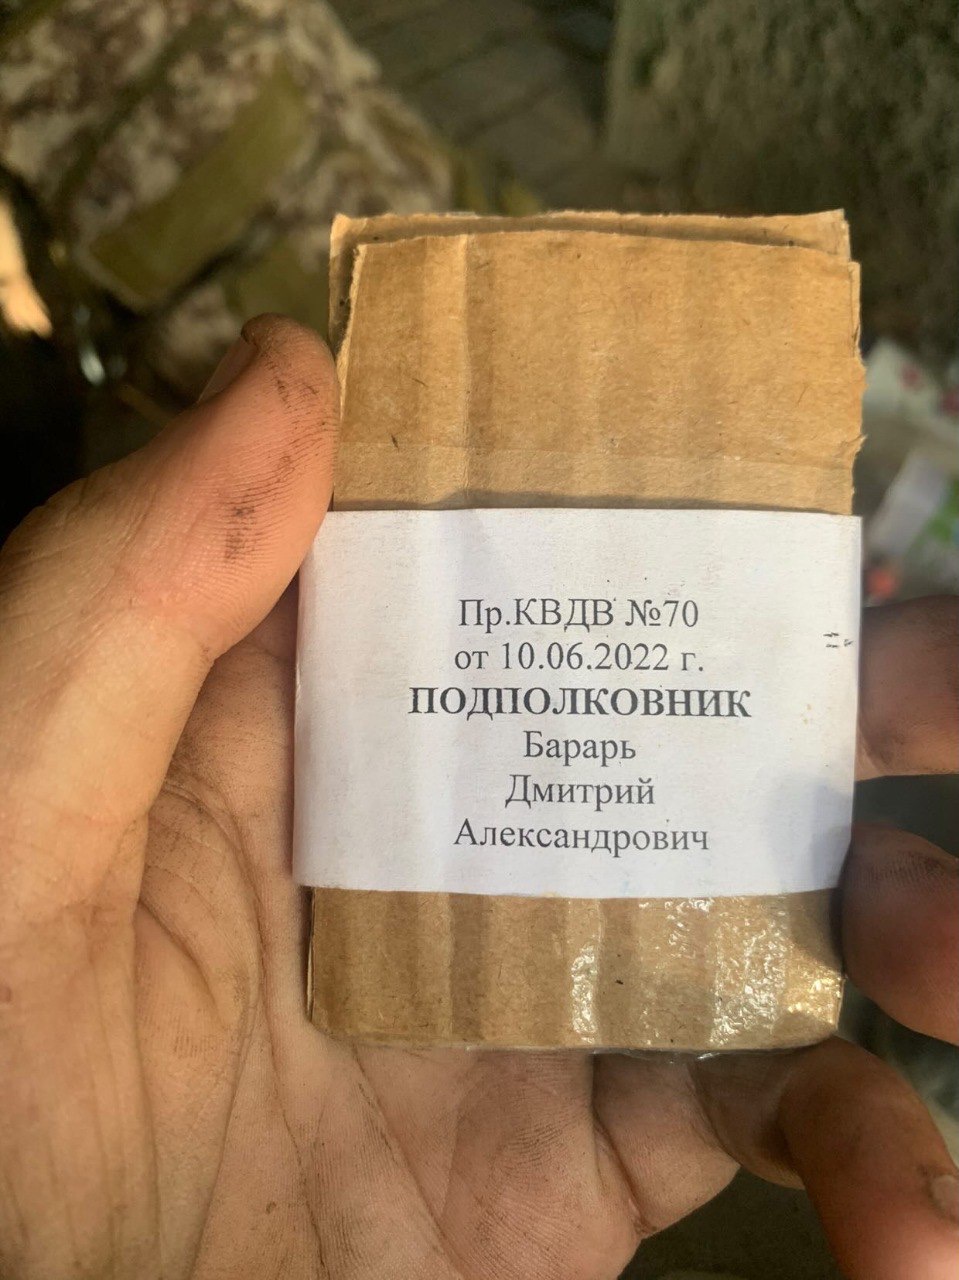 Пр.КВДВ №70
от 10.06.2022 г.
ПОДПОЛКОВНИК
Барарь
Дмитрий
Александрович